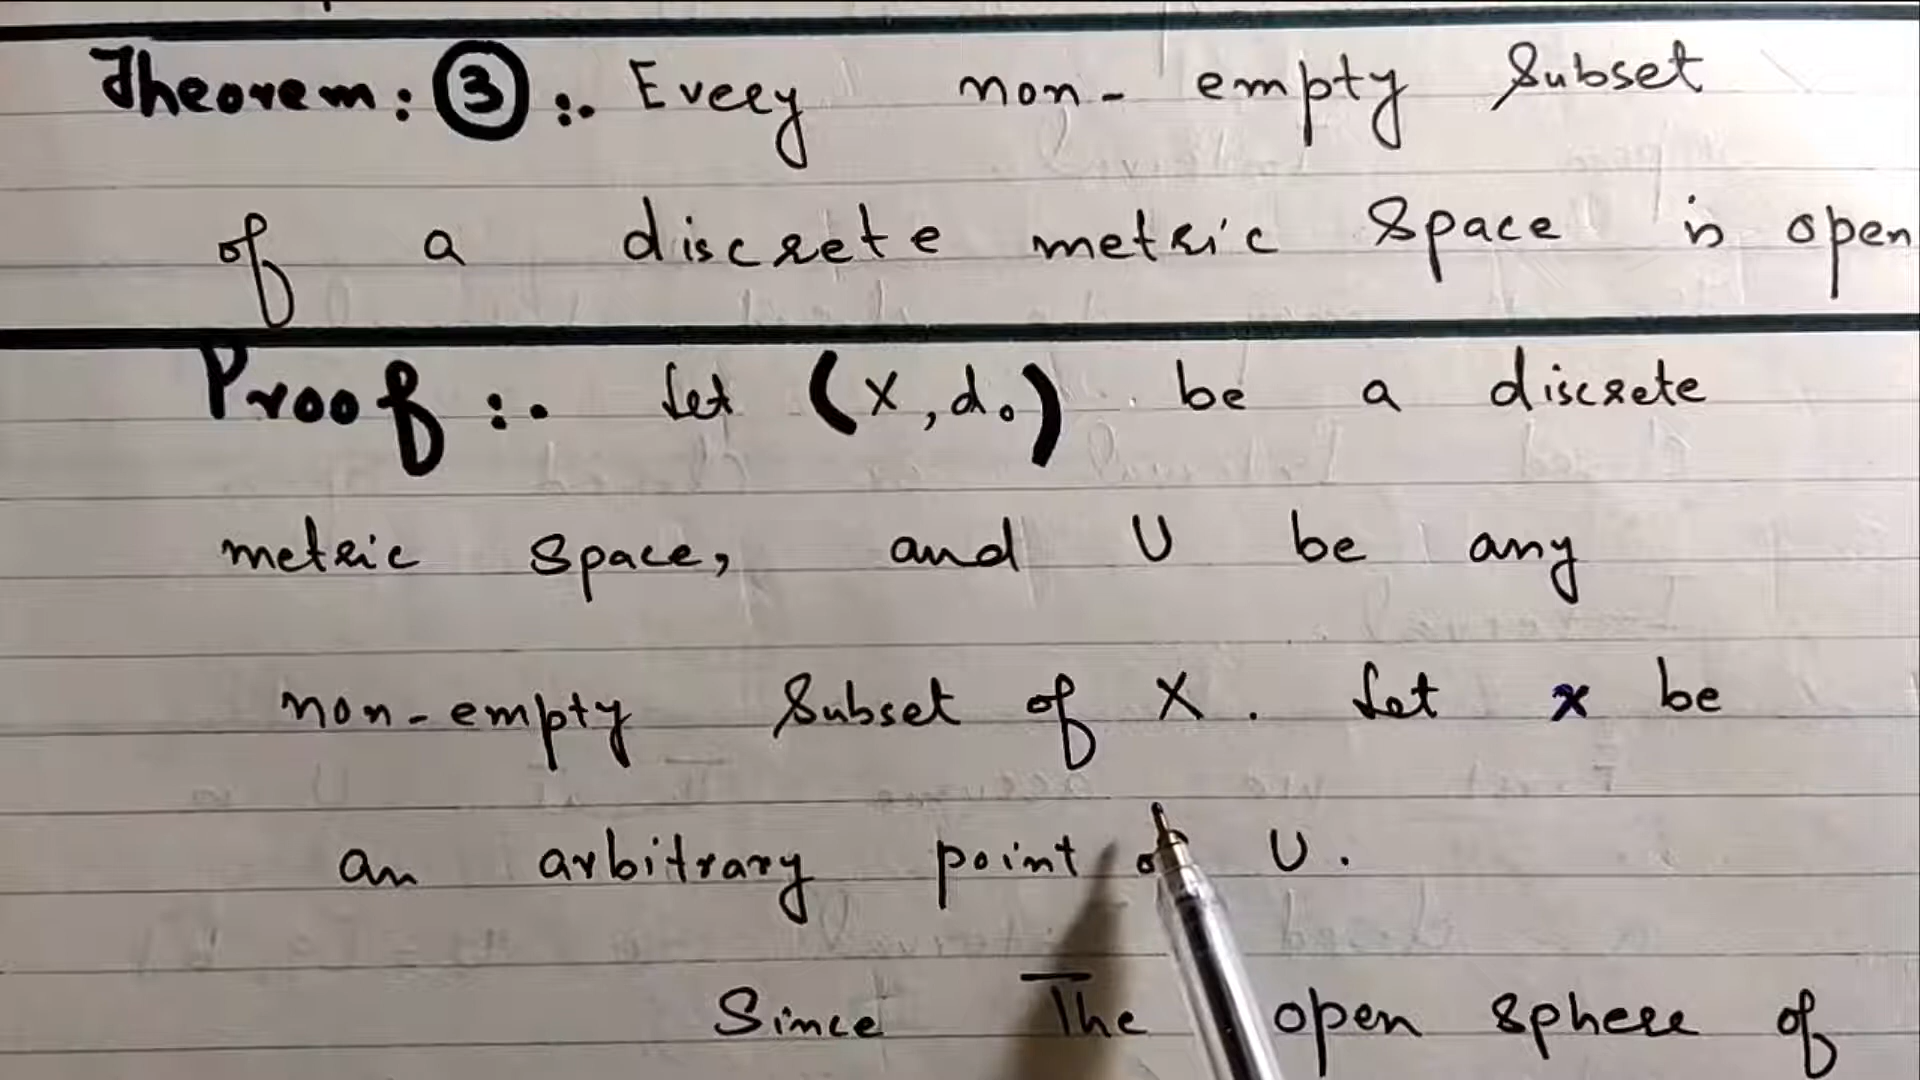 Theorem: 3 :. Every non-empty Subset
of a discrete metric space is open
Proof :. Let (X, d₀) be a discrete
metric space, and U be any
non-empty Subset of X. Let x be
an arbitrary point U.
Since The open sphere of